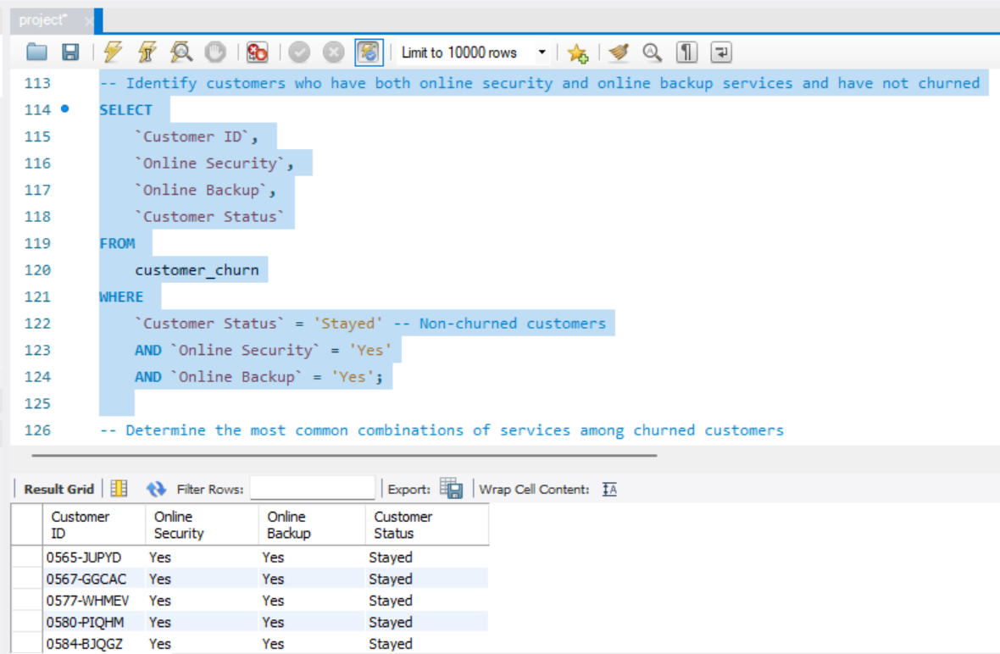 project*
Limit to 10000 rows
113 -- Identify customers who have both online security and online backup services and have not churned
114 SELECT
115 `Customer ID`,
116 `Online Security`,
117 `Online Backup`,
118 `Customer Status`
119 FROM
120 customer_churn
121 WHERE
122 `Customer Status` = 'Stayed' -- Non-churned customers
123 AND `Online Security` = 'Yes'
124 AND `Online Backup` = 'Yes';
125
126 -- Determine the most common combinations of services among churned customers
Result Grid Filter Rows: Export: Wrap Cell Content:
Customer ID Online Security Online Backup Customer Status
0565-JUPYD Yes Yes Stayed
0567-GGCAC Yes Yes Stayed
0577-WHMEV Yes Yes Stayed
0580-PIQHM Yes Yes Stayed
0584-BJQGZ Yes Yes Stayed